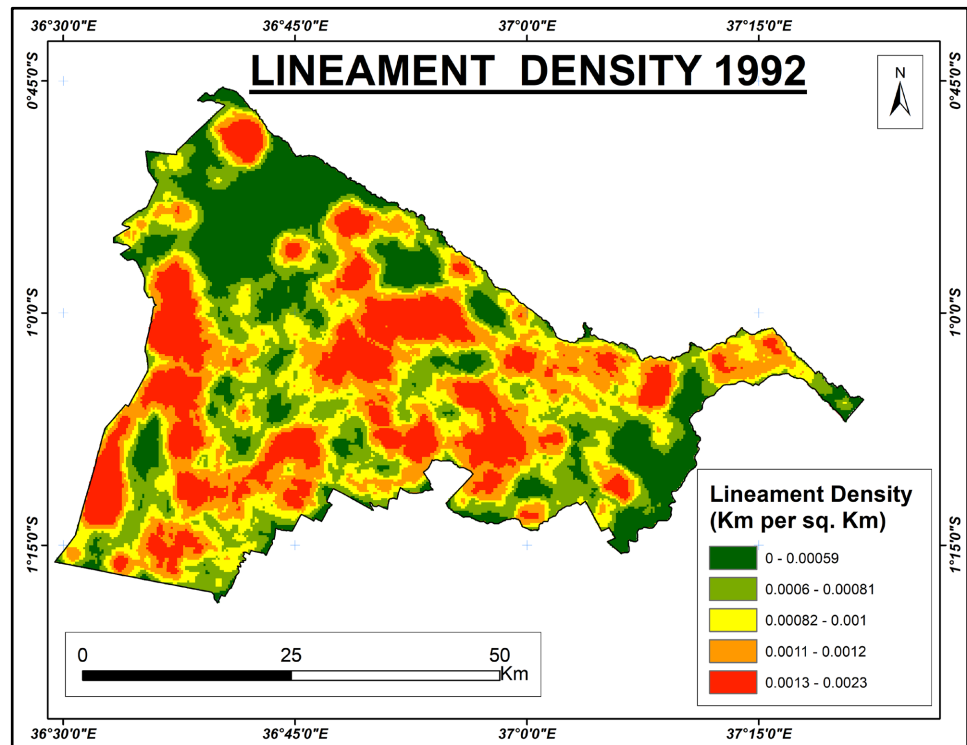 36°30'0"E 36°45'0"E 37°0'0"E 37°15'0"E
LINEAMENT DENSITY 1992
N
0°45'0"S 0°45'0"S
1°0'0"S 1°0'0"S
1°15'0"S 1°15'0"S
Lineament Density
(Km per sq. Km)
0 - 0.00059
0.0006 - 0.00081
0.00082 - 0.001
0.0011 - 0.0012
0.0013 - 0.0023
0 25 50
Km
36°30'0"E 36°45'0"E 37°0'0"E 37°15'0"E